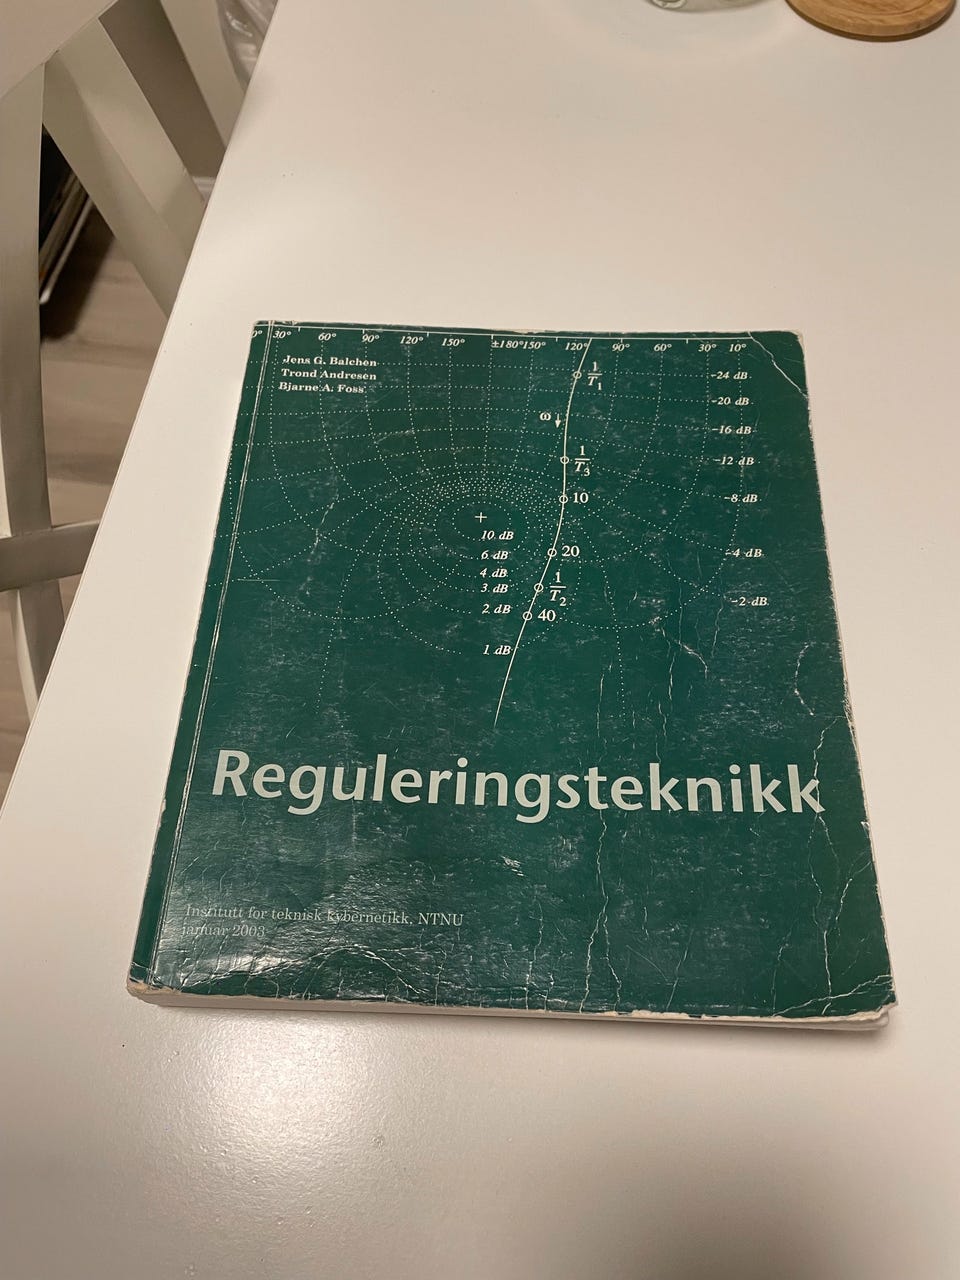 0° 30° 60° 90° 120° 150° ±180° 150° 120° 90° 60° 30° 10°
Jens G. Balchen
Trond Andresen
Bjarne A. Foss
1
T1
-24 dB
-20 dB
ω
-16 dB
1
T3
-12 dB
10
-8 dB
+
10 dB
20
-4 dB
6 dB
4 dB
3 dB
1
T2
-2 dB
2 dB
40
1 dB
Reguleringsteknikk
Institutt for teknisk kybernetikk, NTNU
januar 2003